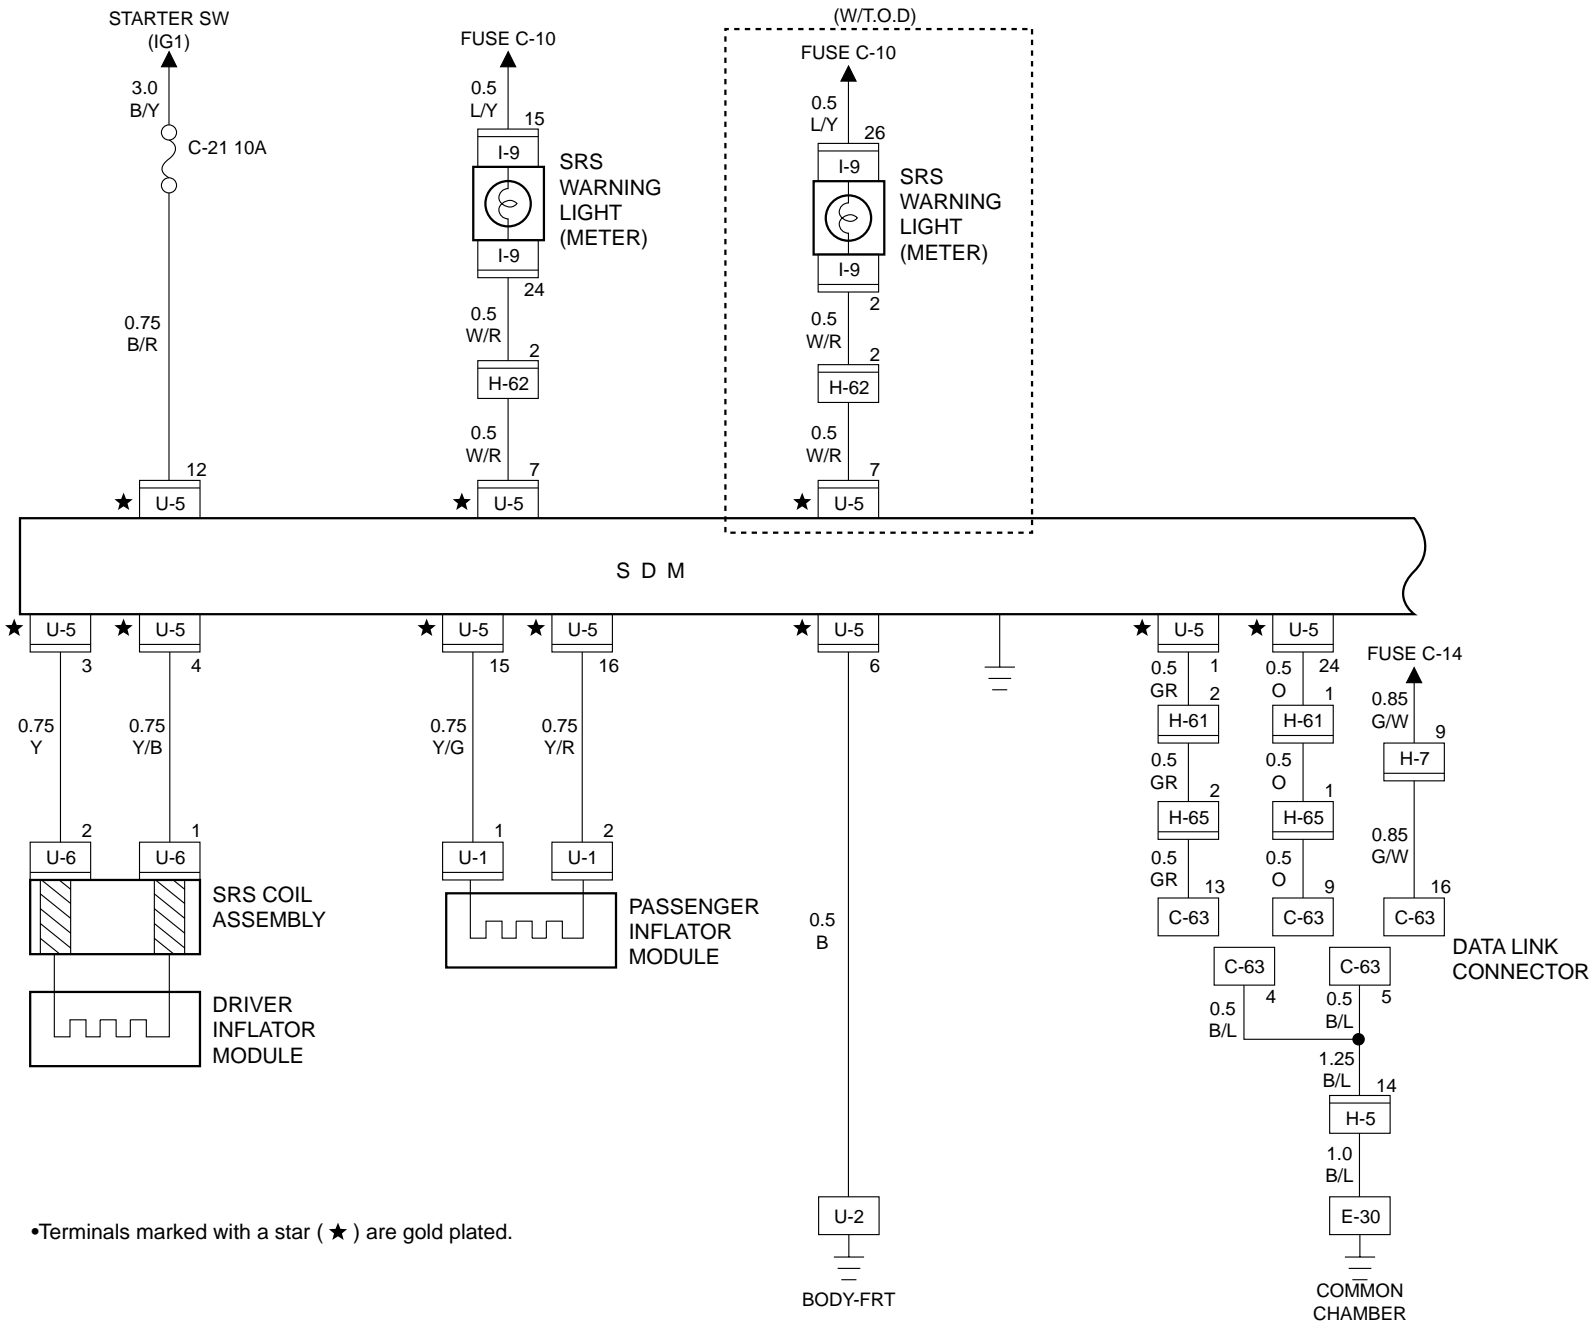 (W/T.O.D)
STARTER SW
(IG1)
FUSE C-10
FUSE C-10
3.0
B/Y
0.5
L/Y
0.5
L/Y
15
26
C-21 10A
I-9
I-9
SRS
WARNING
LIGHT
(METER)
SRS
WARNING
LIGHT
(METER)
I-9
I-9
24
2
0.75
B/R
0.5
W/R
0.5
W/R
2
2
H-62
H-62
0.5
W/R
0.5
W/R
12
7
7
★ U-5
★ U-5
★ U-5
S D M
★ U-5
★ U-5
★ U-5
★ U-5
★ U-5
★ U-5
★ U-5
3
4
15
16
6
1
24
FUSE C-14
0.5
GR
0.5
O
0.85
G/W
2
1
9
H-61
H-61
H-7
0.75
Y
0.75
Y/B
0.75
Y/G
0.75
Y/R
0.5
GR
0.5
O
2
1
H-65
H-65
2
1
1
2
0.85
G/W
U-6
U-6
U-1
U-1
0.5
GR
0.5
O
13
9
16
C-63
C-63
C-63
SRS COIL
ASSEMBLY
PASSENGER
INFLATOR
MODULE
0.5
B
DATA LINK
CONNECTOR
C-63
C-63
4
5
0.5
B/L
0.5
B/L
DRIVER
INFLATOR
MODULE
1.25
B/L
14
H-5
1.0
B/L
U-2
E-30
•Terminals marked with a star ( ★ ) are gold plated.
BODY-FRT
COMMON
CHAMBER